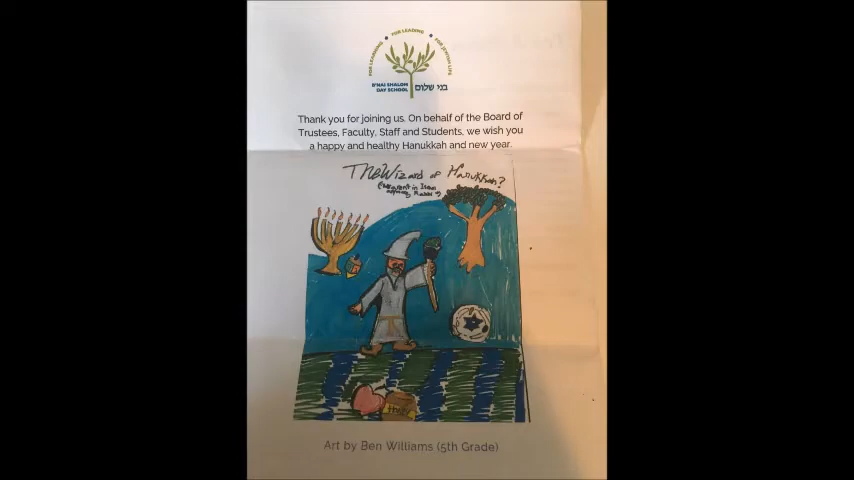 FOR LEARNING • FOR LEADING • FOR JEWISH LIFE
B'NAI SHALOM
DAY SCHOOL
בני שלום
Thank you for joining us. On behalf of the Board of
Trustees, Faculty, Staff and Students, we wish you
a happy and healthy Hanukkah and new year.
The Wizard of Hanukkah?
Art by Ben Williams (5th Grade)